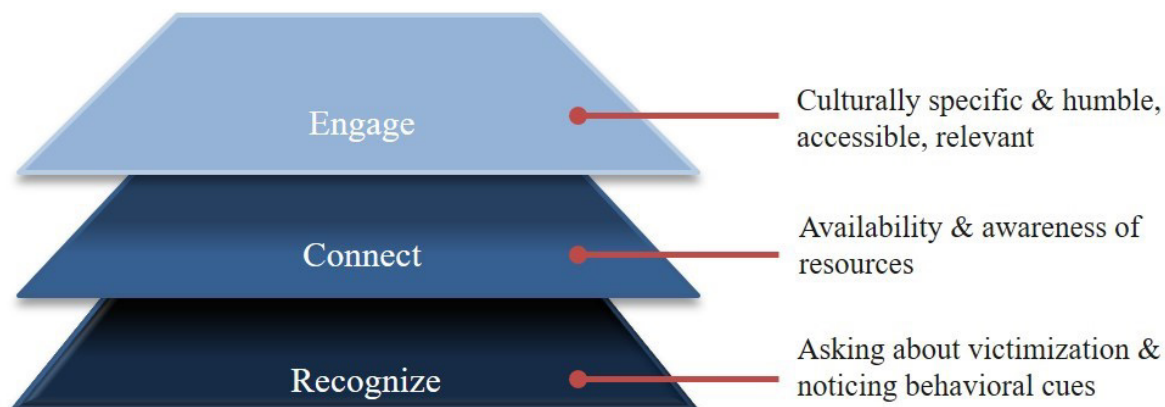 Engage
Culturally specific & humble,
accessible, relevant
Connect
Availability & awareness of
resources
Recognize
Asking about victimization &
noticing behavioral cues